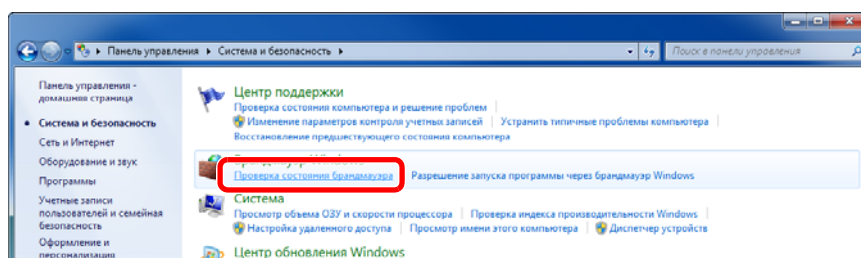 Панель управления ▸ Система и безопасность ▸
Поиск в панели управления
Панель управления -
домашняя страница
Система и безопасность
Сеть и Интернет
Оборудование и звук
Программы
Учетные записи
пользователей и семейная
безопасность
Оформление и
персонализация
Центр поддержки
Проверка состояния компьютера и решение проблем
Изменение параметров контроля учетных записей
Устранить типичные проблемы компьютера
Восстановление предшествующего состояния компьютера
Проверка состояния брандмауэра
Разрешение запуска программы через брандмауэр Windows
Система
Просмотр объема ОЗУ и скорости процессора
Проверка индекса производительности Windows
Настройка удаленного доступа
Просмотр имени этого компьютера
Диспетчер устройств
Центр обновления Windows